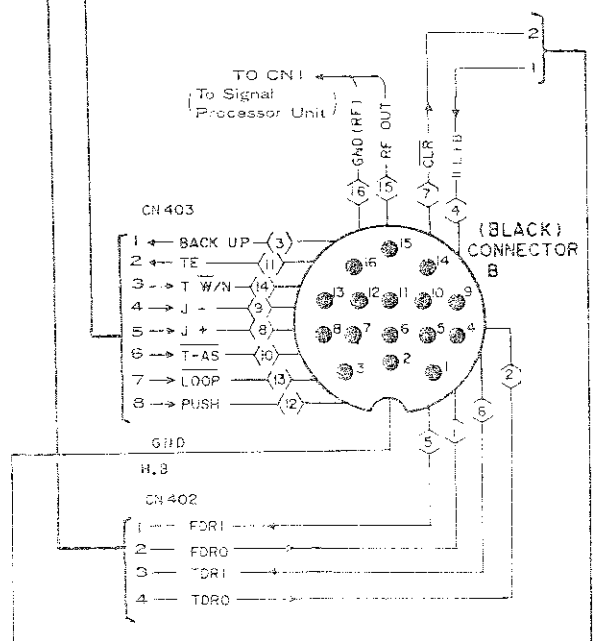 2
1
TO CN1
(To Signal
Processor Unit)
GND (RF)
RF OUT
CLR
16
15
7
4
CN 403
(BLACK)
CONNECTOR
B
1 ← BACK UP 3
2 ← TE 11
3 → T W/N 14
4 → J - 9
5 → J + 8
6 → T-AS 10
7 → LOOP 13
8 → PUSH 12
15
16 14
13 12 11 10 9
8 7 6 5 4
3 2 1
2
6
5
GND
H.B
CN 402
1 FDRI
2 FDRO
3 TDRI
4 TDRO